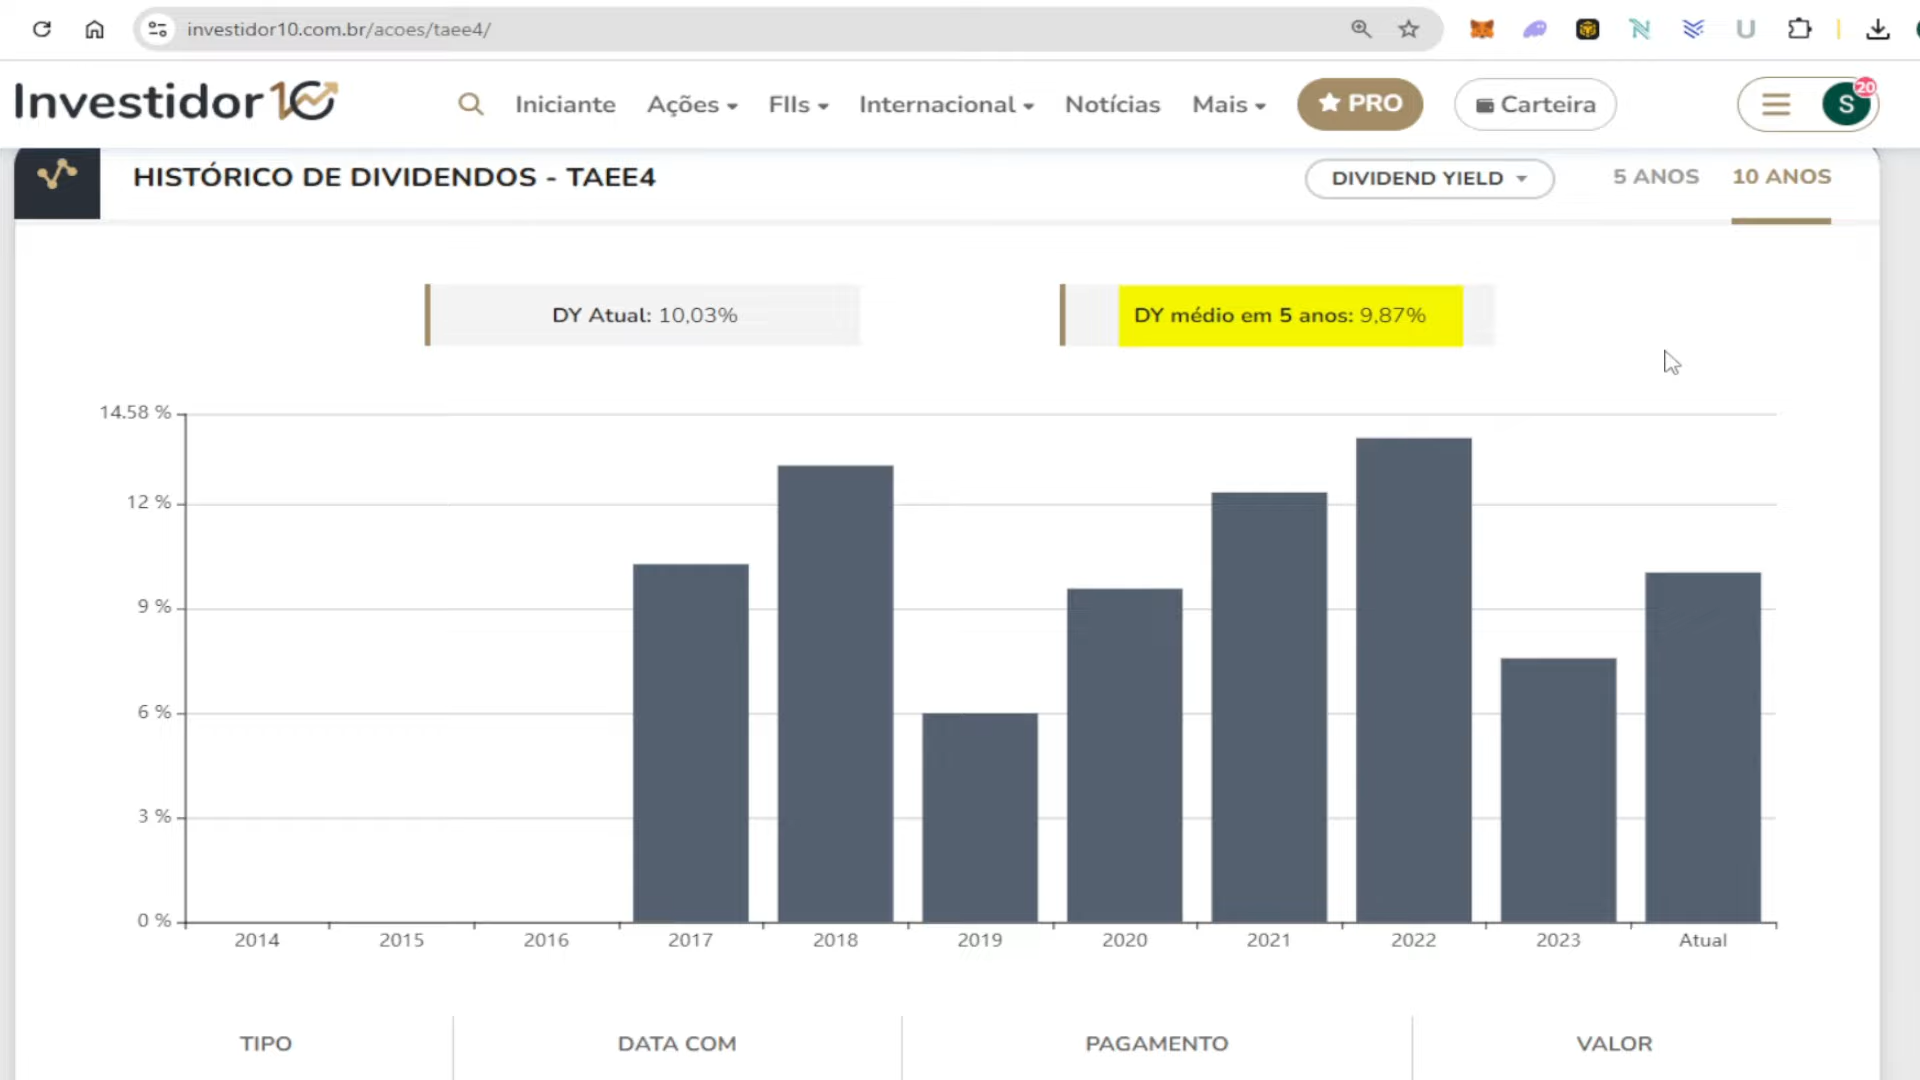 investidor10.com.br/acoes/taee4/
Investidor 10
Iniciante
Ações
FIIs
Internacional
Notícias
Mais
PRO
Carteira
S
20
HISTÓRICO DE DIVIDENDOS - TAEE4
DIVIDEND YIELD
5 ANOS
10 ANOS
DY Atual: 10,03%
DY médio em 5 anos: 9,87%
14.58 %
12 %
9 %
6 %
3 %
0 %
2014 2015 2016 2017 2018 2019 2020 2021 2022 2023 Atual
TIPO DATA COM PAGAMENTO VALOR